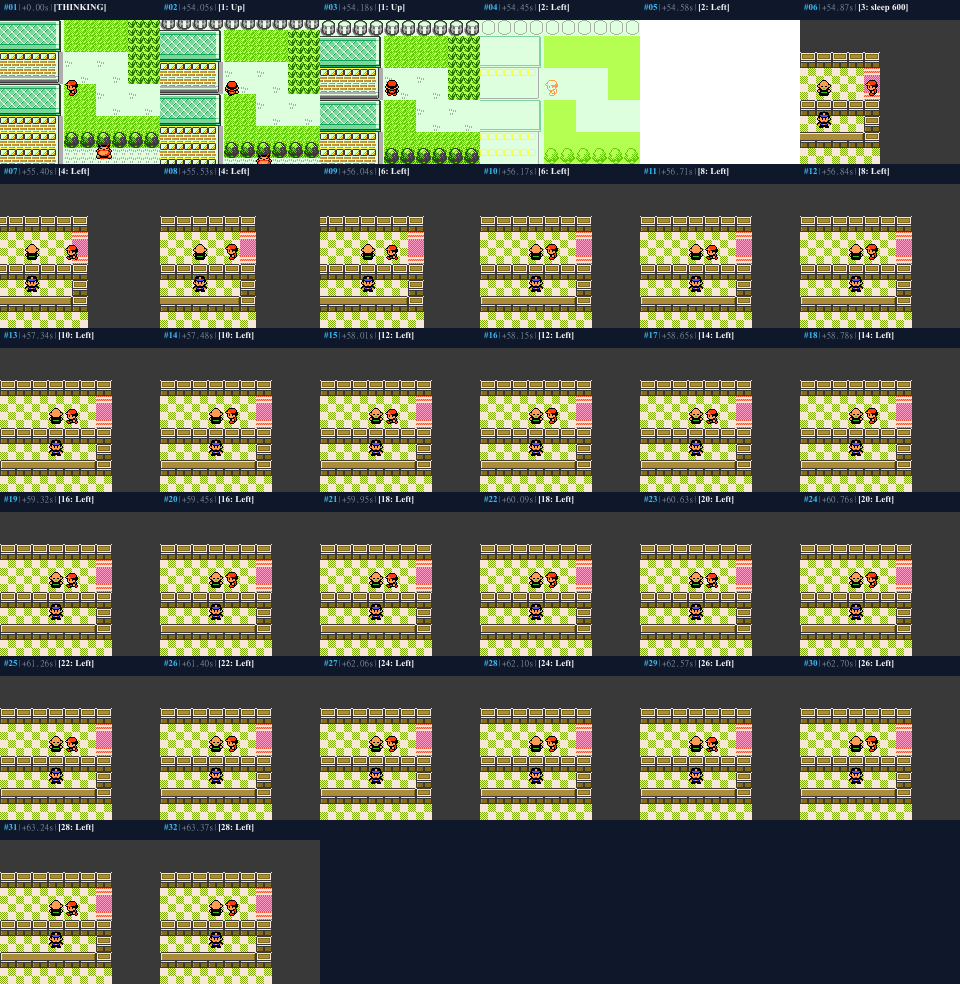 #01|+0.00s|[THINKING] #02|+54.05s|[1: Up] #03|+54.18s|[1: Up] #04|+54.45s|[2: Left] #05|+54.58s|[2: Left] #06|+54.87s|[3: sleep 600]
#07|+55.40s|[4: Left] #08|+55.53s|[4: Left] #09|+56.04s|[6: Left] #10|+56.17s|[6: Left] #11|+56.71s|[8: Left] #12|+56.84s|[8: Left]
#13|+57.34s|[10: Left] #14|+57.48s|[10: Left] #15|+58.01s|[12: Left] #16|+58.15s|[12: Left] #17|+58.65s|[14: Left] #18|+58.78s|[14: Left]
#19|+59.32s|[16: Left] #20|+59.45s|[16: Left] #21|+59.95s|[18: Left] #22|+60.09s|[18: Left] #23|+60.63s|[20: Left] #24|+60.76s|[20: Left]
#25|+61.26s|[22: Left] #26|+61.40s|[22: Left] #27|+62.06s|[24: Left] #28|+62.10s|[24: Left] #29|+62.57s|[26: Left] #30|+62.70s|[26: Left]
#31|+63.24s|[28: Left] #32|+63.37s|[28: Left]